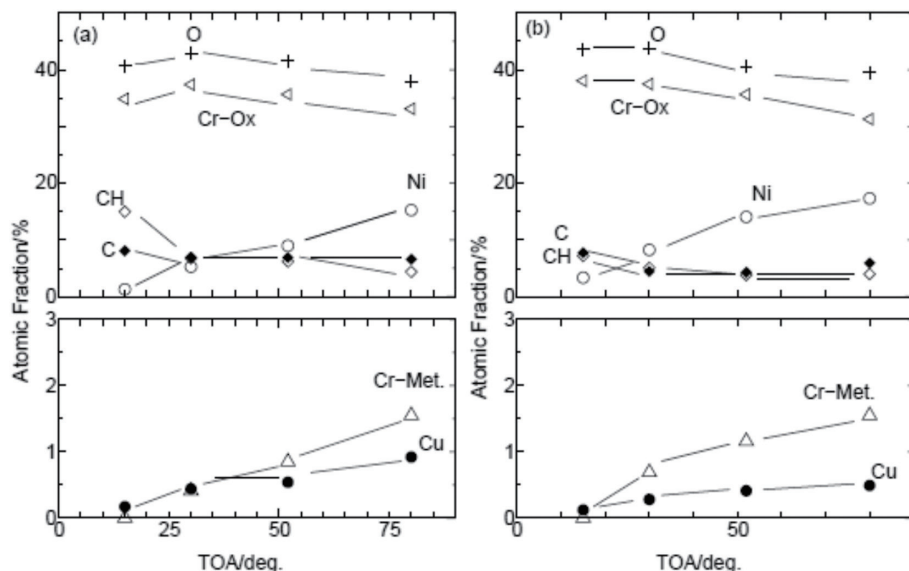 (a)
O
40
Cr−Ox
20
CH
Ni
C
0
Atomic Fraction/%
3
2
Cr−Met.
1
Cu
0
0 25 50 75
TOA/deg.
(b)
O
40
Cr−Ox
20
Ni
C
CH
0
Atomic Fraction/%
3
2
Cr−Met.
1
Cu
0
0 50
TOA/deg.